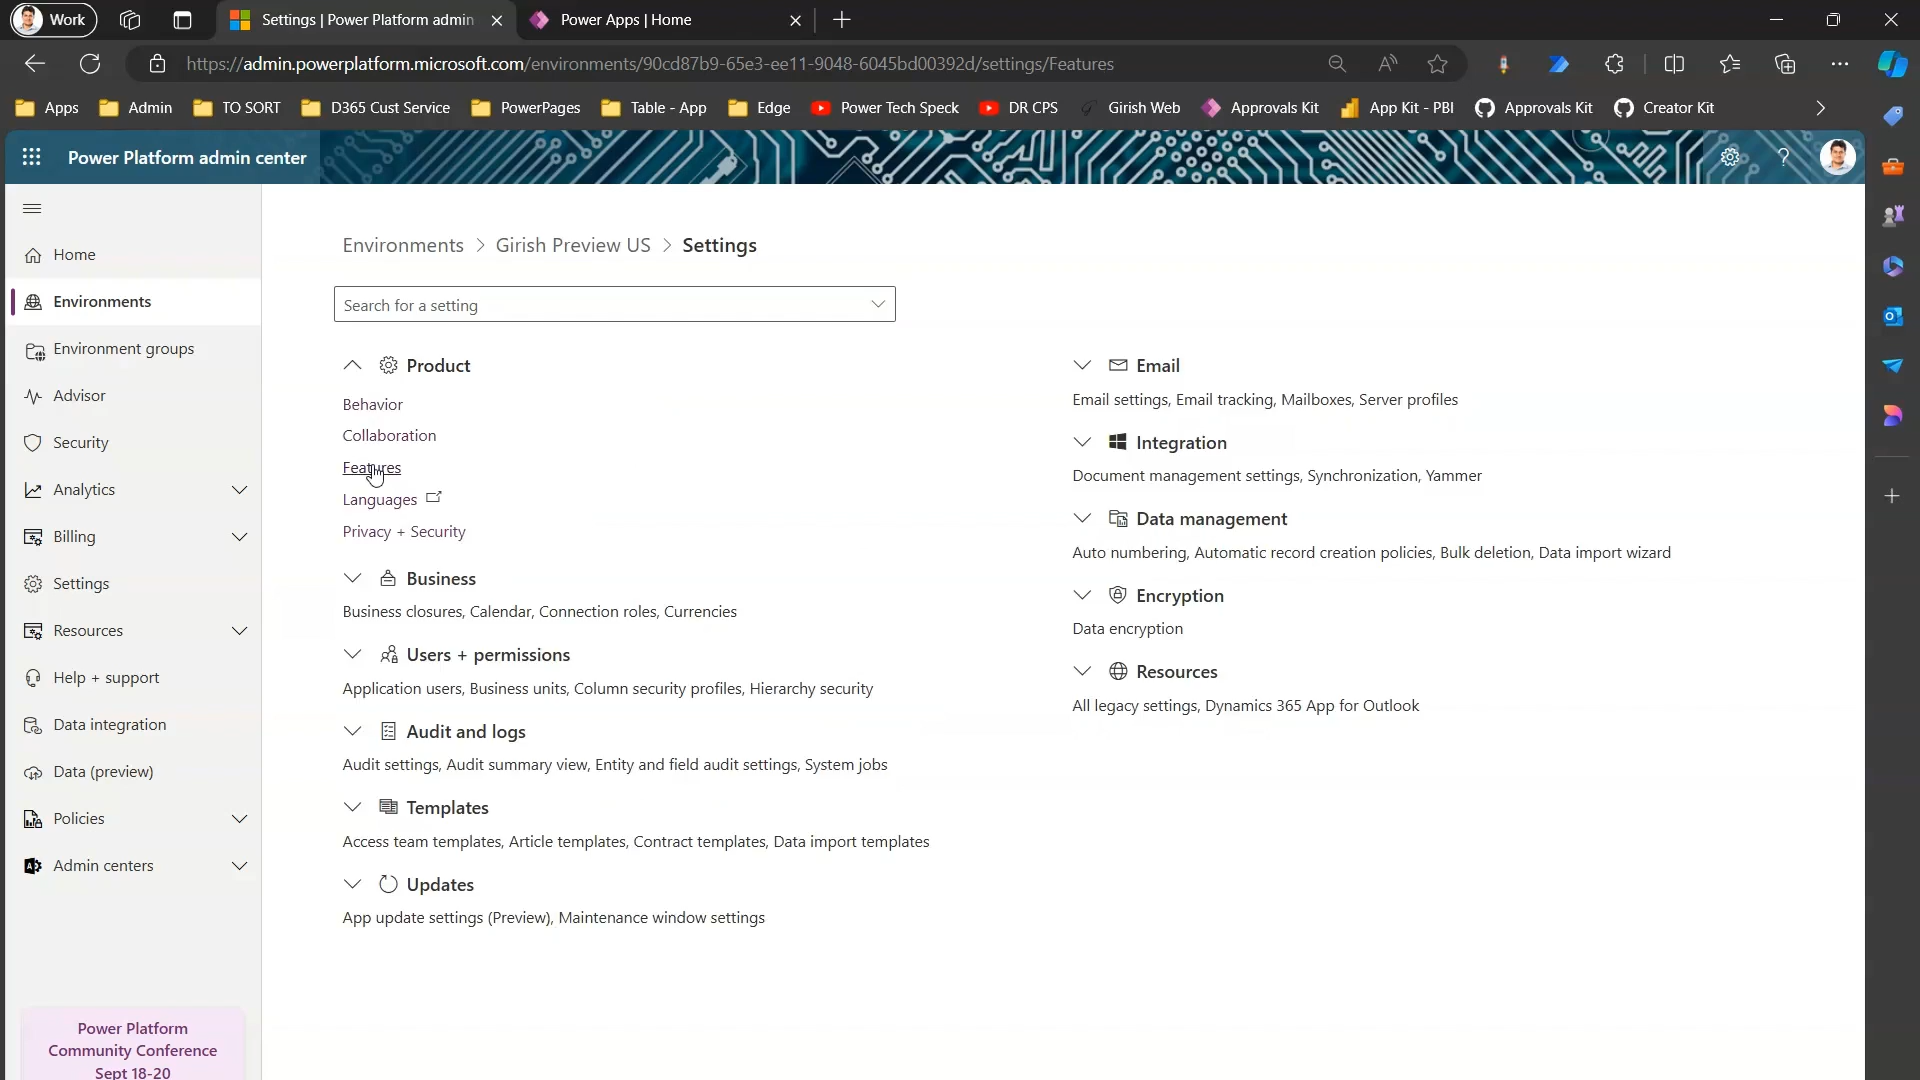 Work
Settings | Power Platform admin
Power Apps | Home
https://admin.powerplatform.microsoft.com/environments/90cd87b9-65e3-ee11-9048-6045bd00392d/settings/Features
Apps
Admin
TO SORT
D365 Cust Service
PowerPages
Table - App
Edge
Power Tech Speck
DR CPS
Girish Web
Approvals Kit
App Kit - PBI
Approvals Kit
Creator Kit
Power Platform admin center
Home
Environments
Environment groups
Advisor
Security
Analytics
Billing
Settings
Resources
Help + support
Data integration
Data (preview)
Policies
Admin centers
Power Platform
Community Conference
Sept 18-20
Environments > Girish Preview US > Settings
Search for a setting
Product
Behavior
Collaboration
Features
Languages
Privacy + Security
Business
Business closures, Calendar, Connection roles, Currencies
Users + permissions
Application users, Business units, Column security profiles, Hierarchy security
Audit and logs
Audit settings, Audit summary view, Entity and field audit settings, System jobs
Templates
Access team templates, Article templates, Contract templates, Data import templates
Updates
App update settings (Preview), Maintenance window settings
Email
Email settings, Email tracking, Mailboxes, Server profiles
Integration
Document management settings, Synchronization, Yammer
Data management
Auto numbering, Automatic record creation policies, Bulk deletion, Data import wizard
Encryption
Data encryption
Resources
All legacy settings, Dynamics 365 App for Outlook